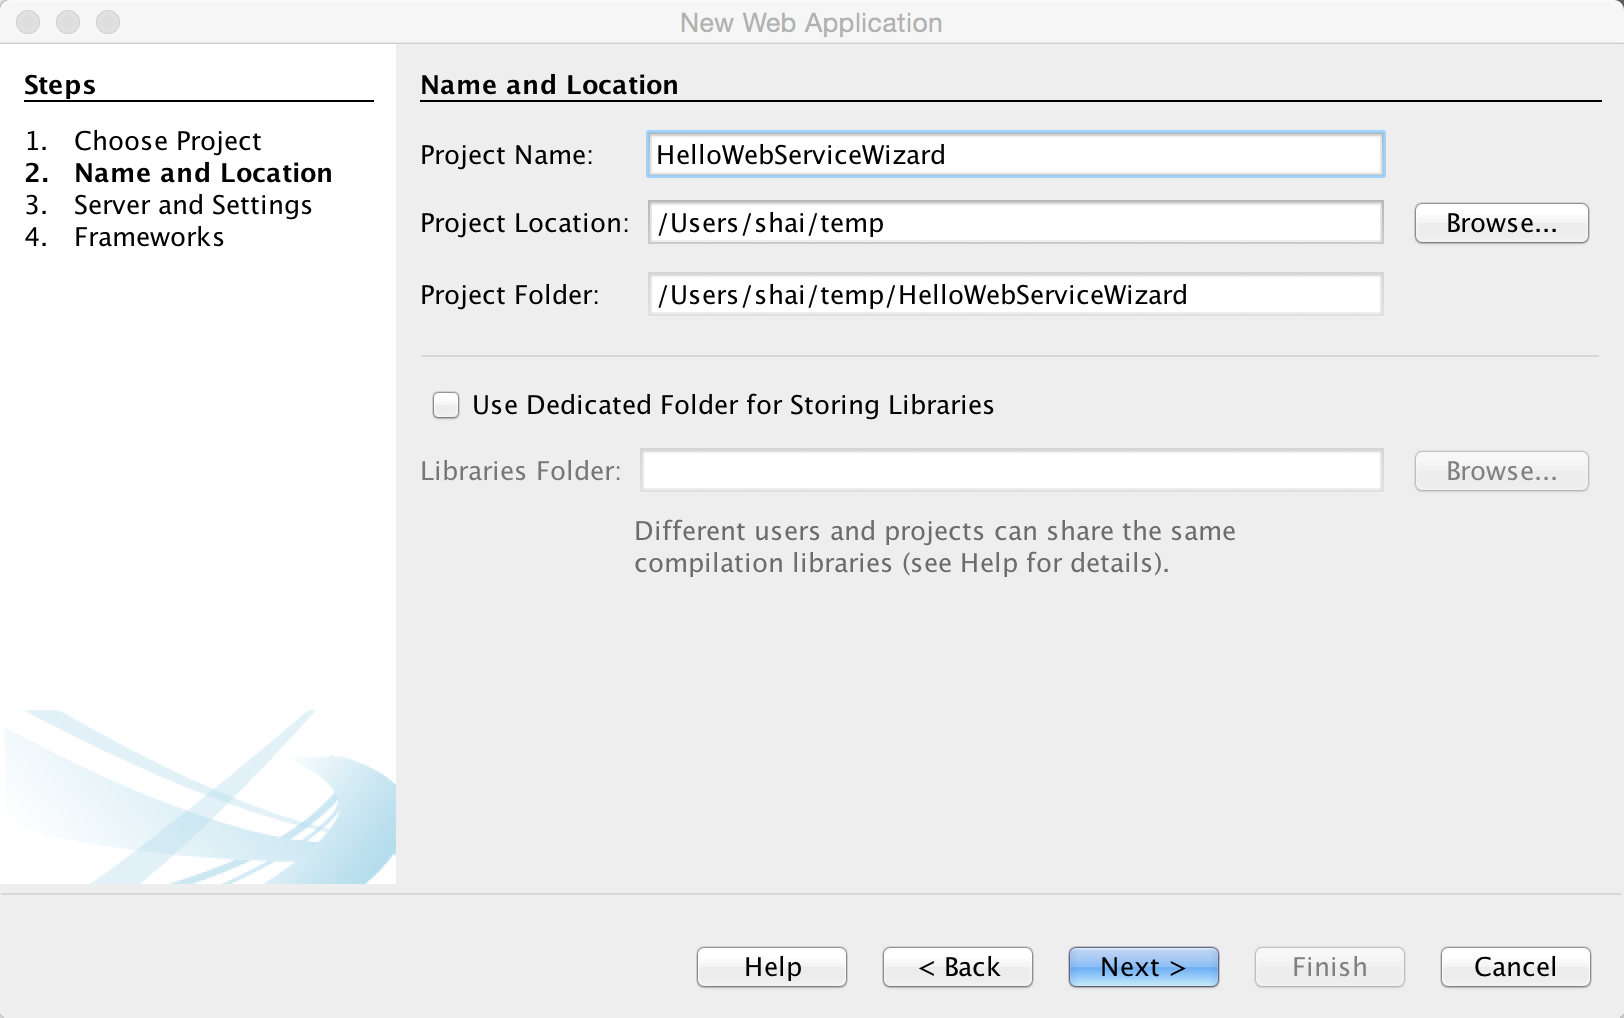 New Web Application
Steps
1. Choose Project
2. Name and Location
3. Server and Settings
4. Frameworks
Name and Location
Project Name: HelloWebServiceWizard
Project Location: /Users/shai/temp Browse...
Project Folder: /Users/shai/temp/HelloWebServiceWizard
Use Dedicated Folder for Storing Libraries
Libraries Folder: Browse...
Different users and projects can share the same
compilation libraries (see Help for details).
Help < Back Next > Finish Cancel